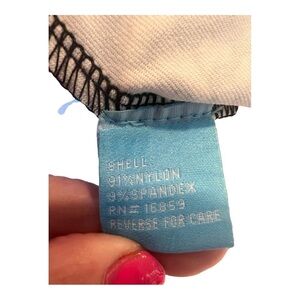 SHELL:
91% NYLON
9% SPANDEX
RN# 16859
REVERSE FOR CARE